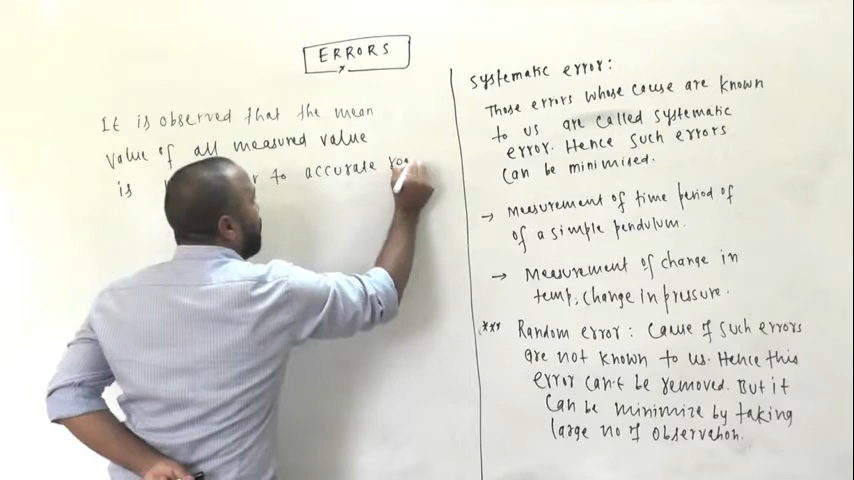 ERRORS
It is observed that the mean
value of all measured value
is to accurate
systematic error:
Those errors whose cause are known
to us are called systematic
error. Hence such errors
can be minimised.
→ Measurement of time period of
of a simple pendulum.
→ Measurement of change in
temp, change in pressure.
*** Random error: Cause of such errors
are not known to us. Hence this
error can't be removed. But it
can be minimize by taking
large no of observation.